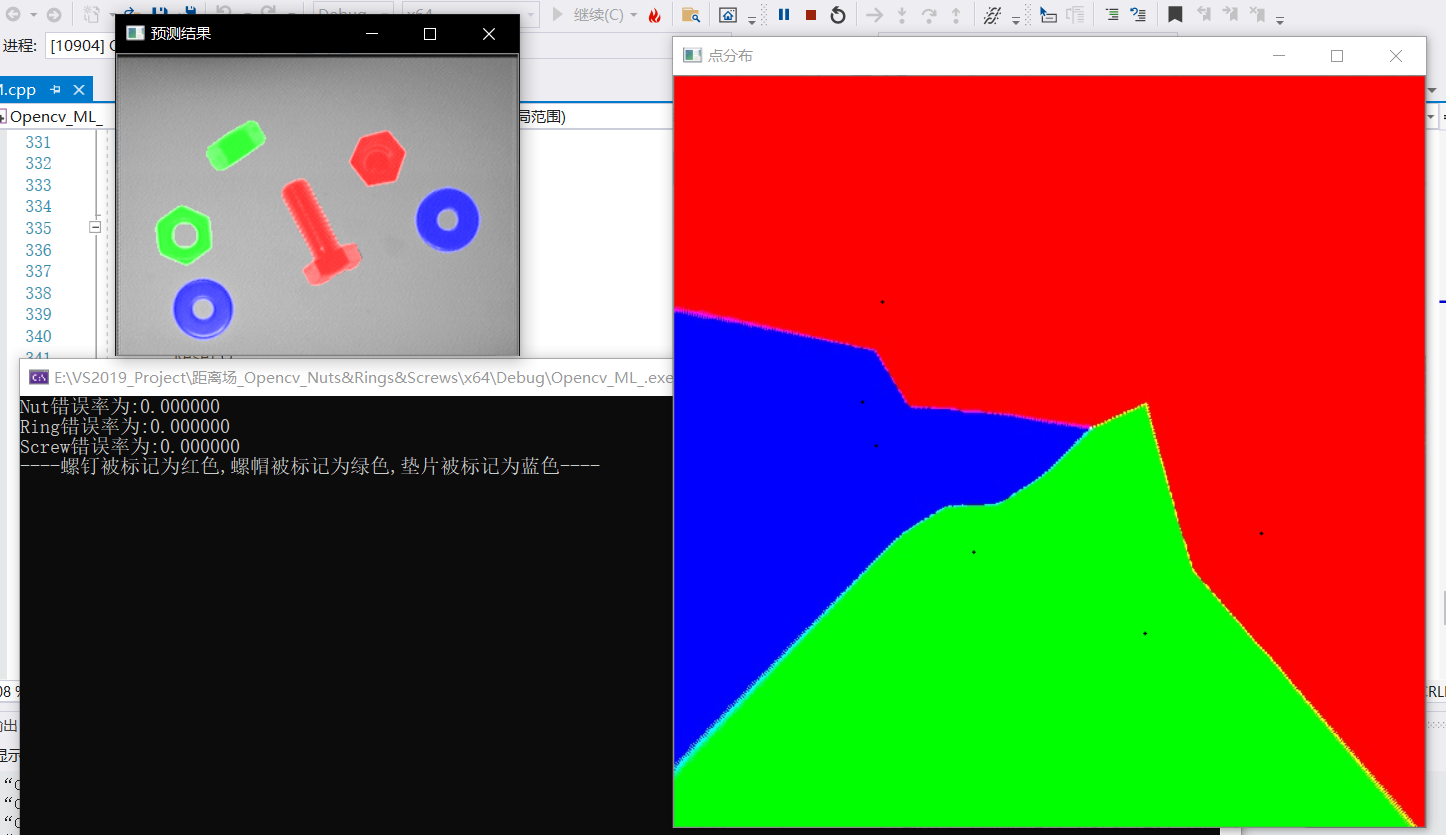 Debug
x64
继续(C)
进程:
[10904]
预测结果
点分布
.cpp
Opencv_ML_
局范围)
331
332
333
334
335
336
337
338
339
340
341
E:\VS2019_Project\距离场_Opencv_Nuts&Rings&Screws\x64\Debug\Opencv_ML_.exe
Nut错误率为:0.000000
Ring错误率为:0.000000
Screw错误率为:0.000000
----螺钉被标记为红色,螺帽被标记为绿色,垫片被标记为蓝色----